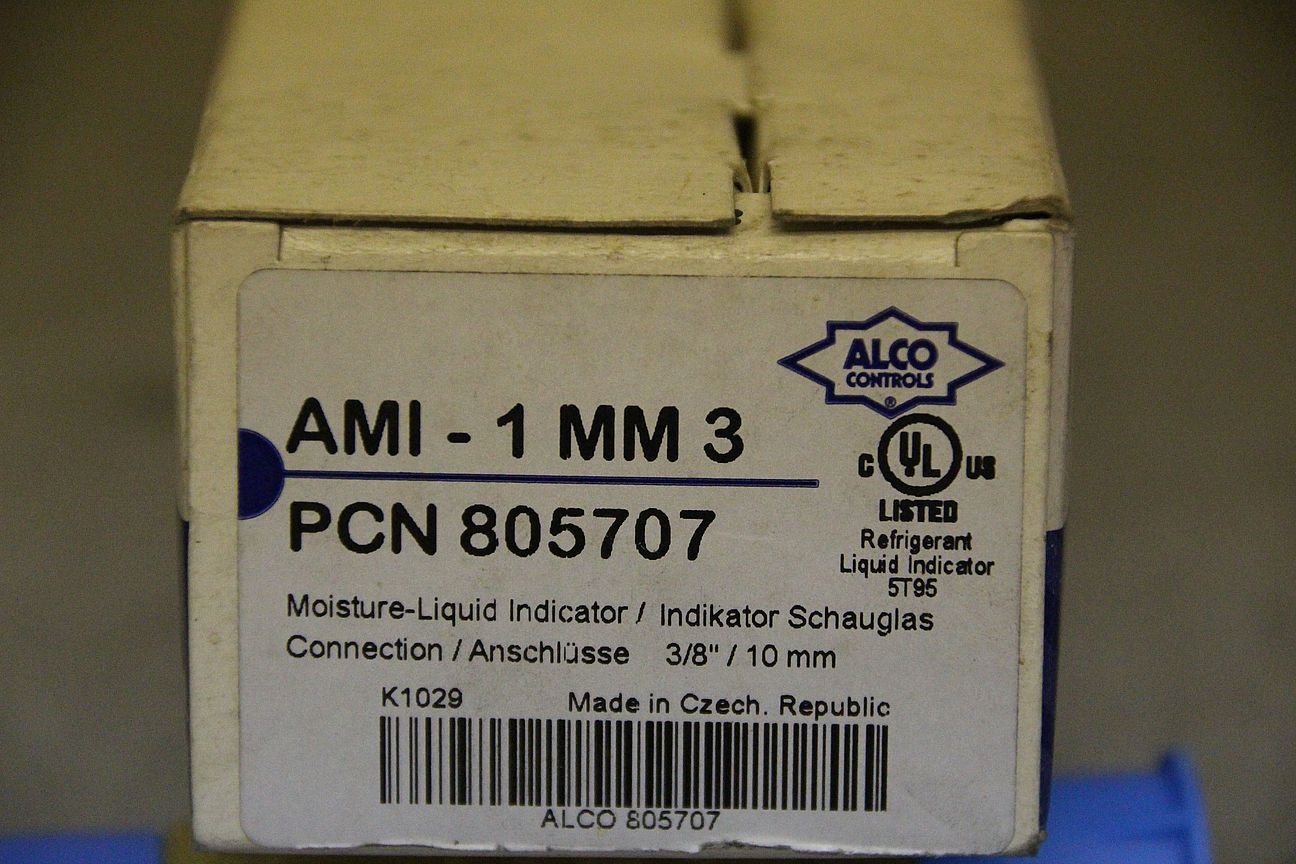 ALCO
CONTROLS
®
AMI - 1 MM 3
C UL US
LISTED
PCN 805707
Refrigerant
Liquid Indicator
5T95
Moisture-Liquid Indicator / Indikator Schauglas
Connection / Anschlüsse 3/8" / 10 mm
K1029 Made in Czech. Republic
ALCO 805707